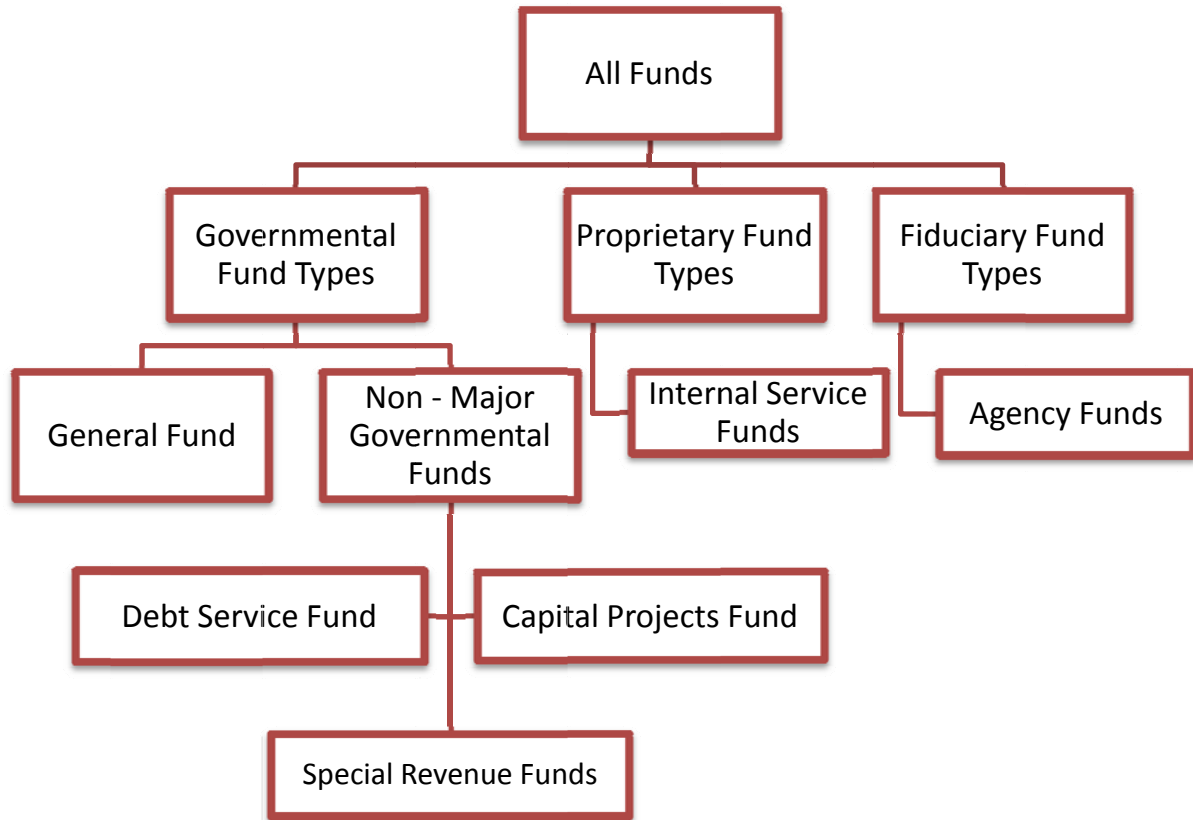 All Funds
Governmental
Fund Types
Proprietary Fund
Types
Fiduciary Fund
Types
General Fund
Non - Major
Governmental
Funds
Internal Service
Funds
Agency Funds
Debt Service Fund
Capital Projects Fund
Special Revenue Funds